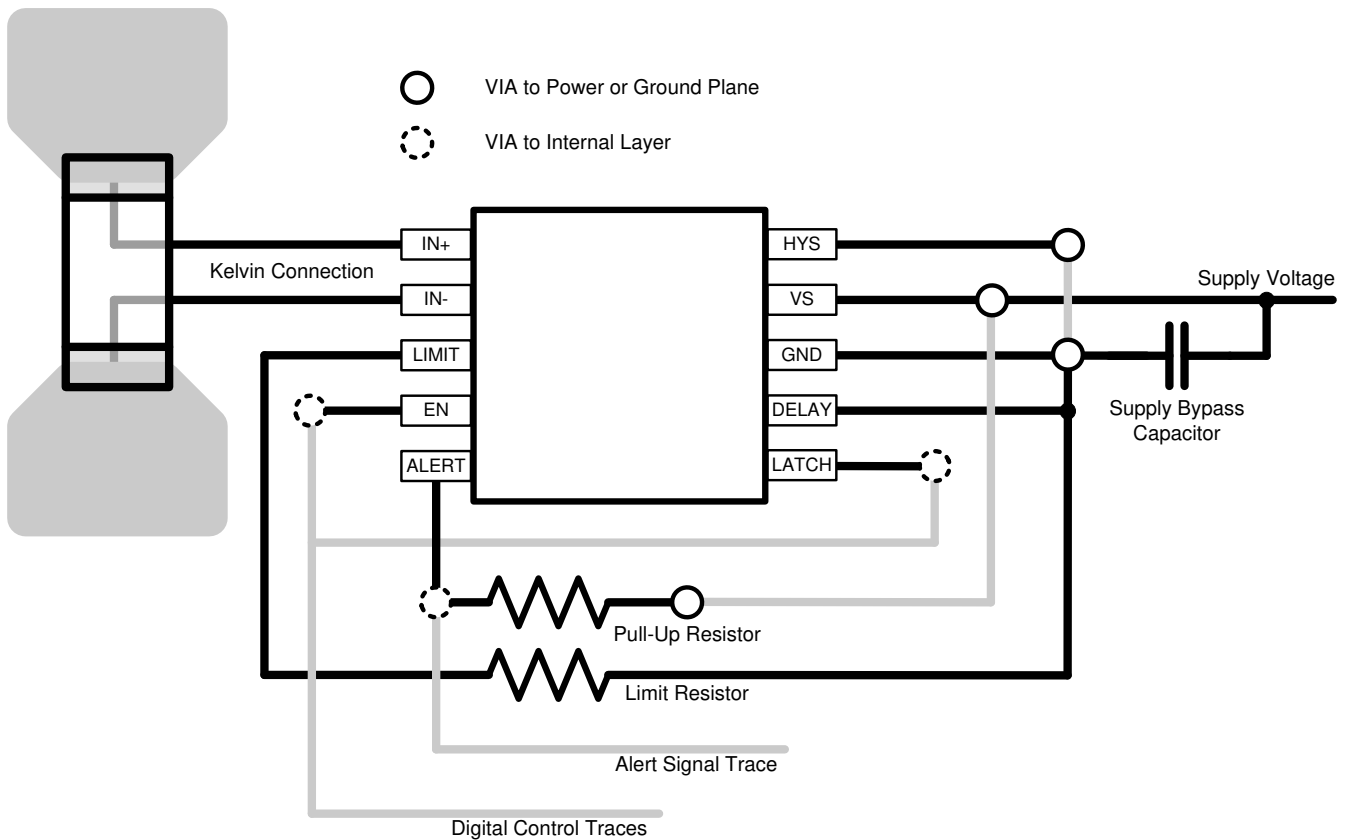 VIA to Power or Ground Plane
VIA to Internal Layer
IN+
HYS
Kelvin Connection
Supply Voltage
IN-
VS
LIMIT
GND
EN
DELAY
Supply Bypass
Capacitor
ALERT
LATCH
Pull-Up Resistor
Limit Resistor
Alert Signal Trace
Digital Control Traces